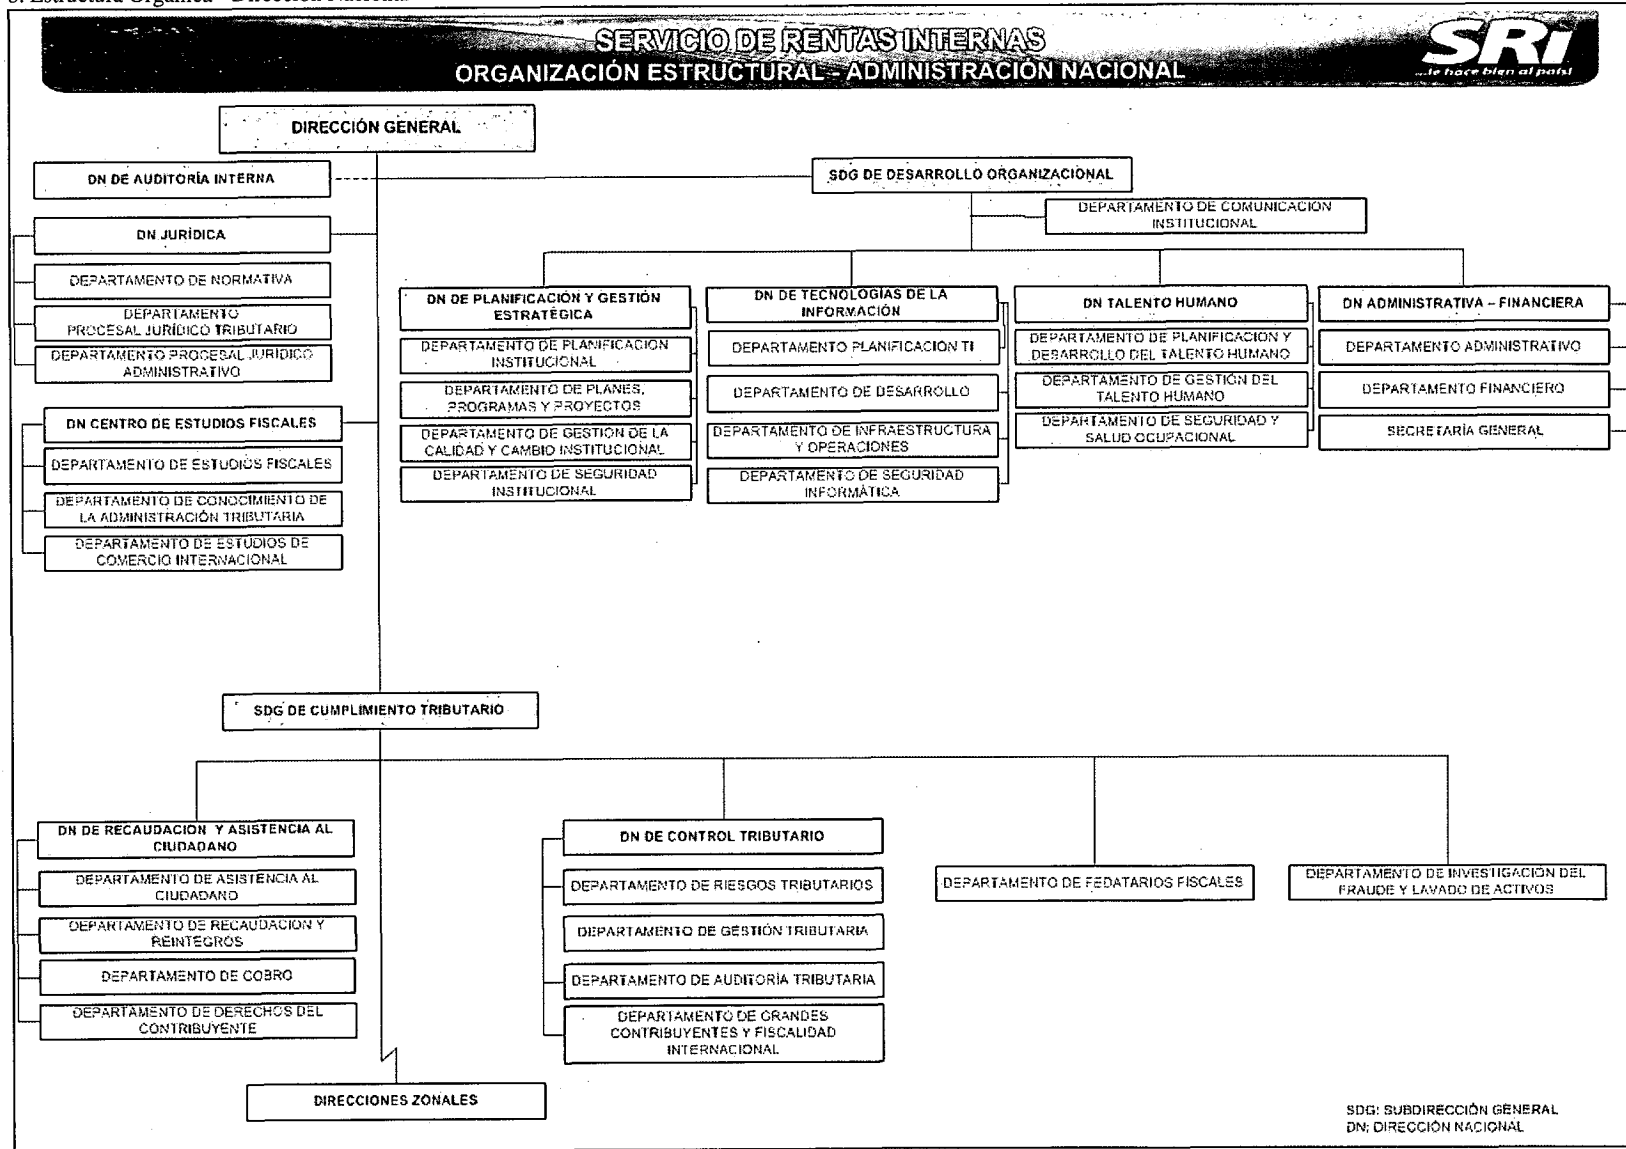 SERVICIO DE RENTAS INTERNAS
ORGANIZACIÓN ESTRUCTURAL - ADMINISTRACIÓN NACIONAL
SRi
...le hace bien al país!
DIRECCIÓN GENERAL
DN DE AUDITORÍA INTERNA
SDG DE DESARROLLO ORGANIZACIONAL
DEPARTAMENTO DE COMUNICACIÓN
INSTITUCIONAL
DN JURÍDICA
DEPARTAMENTO DE NORMATIVA
DEPARTAMENTO
PROCESAL JURÍDICO TRIBUTARIO
DEPARTAMENTO PROCESAL JURÍDICO
ADMINISTRATIVO
DN CENTRO DE ESTUDIOS FISCALES
DEPARTAMENTO DE ESTUDIOS FISCALES
DEPARTAMENTO DE CONOCIMIENTO DE
LA ADMINISTRACIÓN TRIBUTARIA
DEPARTAMENTO DE ESTUDIOS DE
COMERCIO INTERNACIONAL
DN DE PLANIFICACIÓN Y GESTIÓN
ESTRATÉGICA
DEPARTAMENTO DE PLANIFICACIÓN
INSTITUCIONAL
DEPARTAMENTO DE PLANES,
PROGRAMAS Y PROYECTOS
DEPARTAMENTO DE GESTIÓN DE LA
CALIDAD Y CAMBIO INSTITUCIONAL
DEPARTAMENTO DE SEGURIDAD
INSTITUCIONAL
DN DE TECNOLOGÍAS DE LA
INFORMACIÓN
DEPARTAMENTO PLANIFICACIÓN TI
DEPARTAMENTO DE DESARROLLO
DEPARTAMENTO DE INFRAESTRUCTURA
Y OPERACIONES
DEPARTAMENTO DE SEGURIDAD
INFORMÁTICA
DN TALENTO HUMANO
DEPARTAMENTO DE PLANIFICACIÓN Y
DESARROLLO DEL TALENTO HUMANO
DEPARTAMENTO DE GESTIÓN DEL
TALENTO HUMANO
DEPARTAMENTO DE SEGURIDAD Y
SALUD OCUPACIONAL
DN ADMINISTRATIVA – FINANCIERA
DEPARTAMENTO ADMINISTRATIVO
DEPARTAMENTO FINANCIERO
SECRETARÍA GENERAL
SDG DE CUMPLIMIENTO TRIBUTARIO
DN DE RECAUDACION Y ASISTENCIA AL
CIUDADANO
DEPARTAMENTO DE ASISTENCIA AL
CIUDADANO
DEPARTAMENTO DE RECAUDACIÓN Y
REINTEGROS
DEPARTAMENTO DE COBRO
DEPARTAMENTO DE DERECHOS DEL
CONTRIBUYENTE
DN DE CONTROL TRIBUTARIO
DEPARTAMENTO DE RIESGOS TRIBUTARIOS
DEPARTAMENTO DE GESTIÓN TRIBUTARIA
DEPARTAMENTO DE AUDITORÍA TRIBUTARIA
DEPARTAMENTO DE GRANDES
CONTRIBUYENTES Y FISCALIDAD
INTERNACIONAL
DEPARTAMENTO DE FEDATARIOS FISCALES
DEPARTAMENTO DE INVESTIGACIÓN DEL
FRAUDE Y LAVADO DE ACTIVOS
DIRECCIONES ZONALES
SDG: SUBDIRECCIÓN GENERAL
DN: DIRECCIÓN NACIONAL